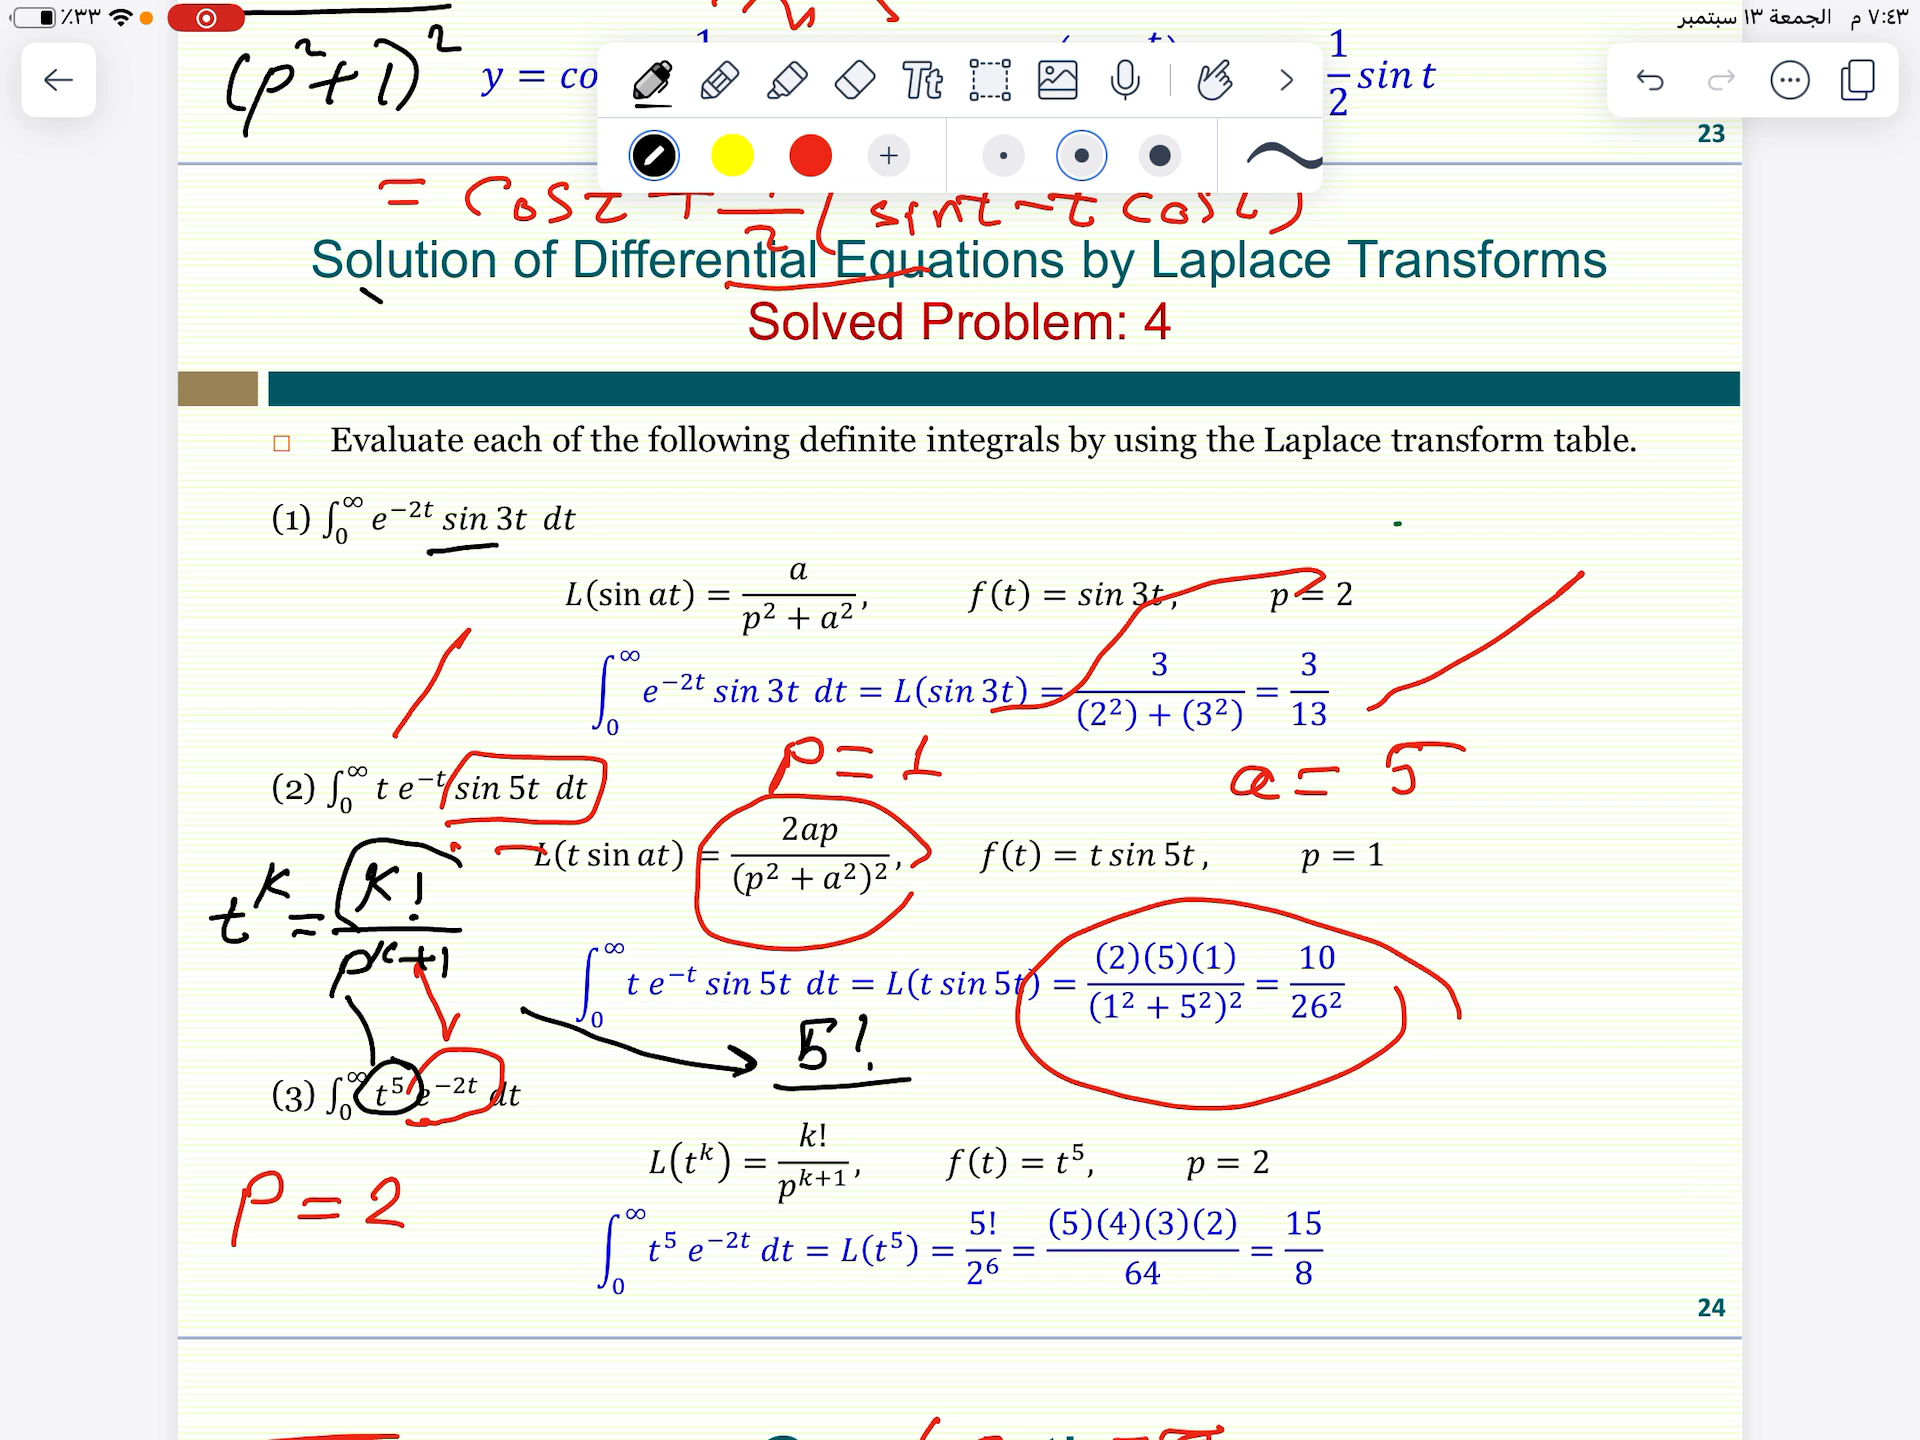 ٧:٤٣ م الجمعة ١٣ سبتمبر
٪٣٣
(p²+1)²
y = co
1/2 sin t
23
= cos t + 1/2 ( sint - t cos t )
Solution of Differential Equations by Laplace Transforms
Solved Problem: 4
Evaluate each of the following definite integrals by using the Laplace transform table.
(1) ∫₀^∞ e^{−2t} sin 3t dt
L(sin at) = a/(p² + a²), f(t) = sin 3t, p = 2
∫₀^∞ e^{−2t} sin 3t dt = L(sin 3t) = 3/((2²) + (3²)) = 3/13
p = 1
a = 5
(2) ∫₀^∞ t e^{−t} sin 5t dt
L(t sin at) = 2ap/(p² + a²)², f(t) = t sin 5t, p = 1
t^k = k!/p^{k+1}
∫₀^∞ t e^{−t} sin 5t dt = L(t sin 5t) = (2)(5)(1)/(1² + 5²)² = 10/26²
5!
(3) ∫₀^∞ t⁵ e^{−2t} dt
L(t^k) = k!/p^{k+1}, f(t) = t⁵, p = 2
p = 2
∫₀^∞ t⁵ e^{−2t} dt = L(t⁵) = 5!/2⁶ = (5)(4)(3)(2)/64 = 15/8
24